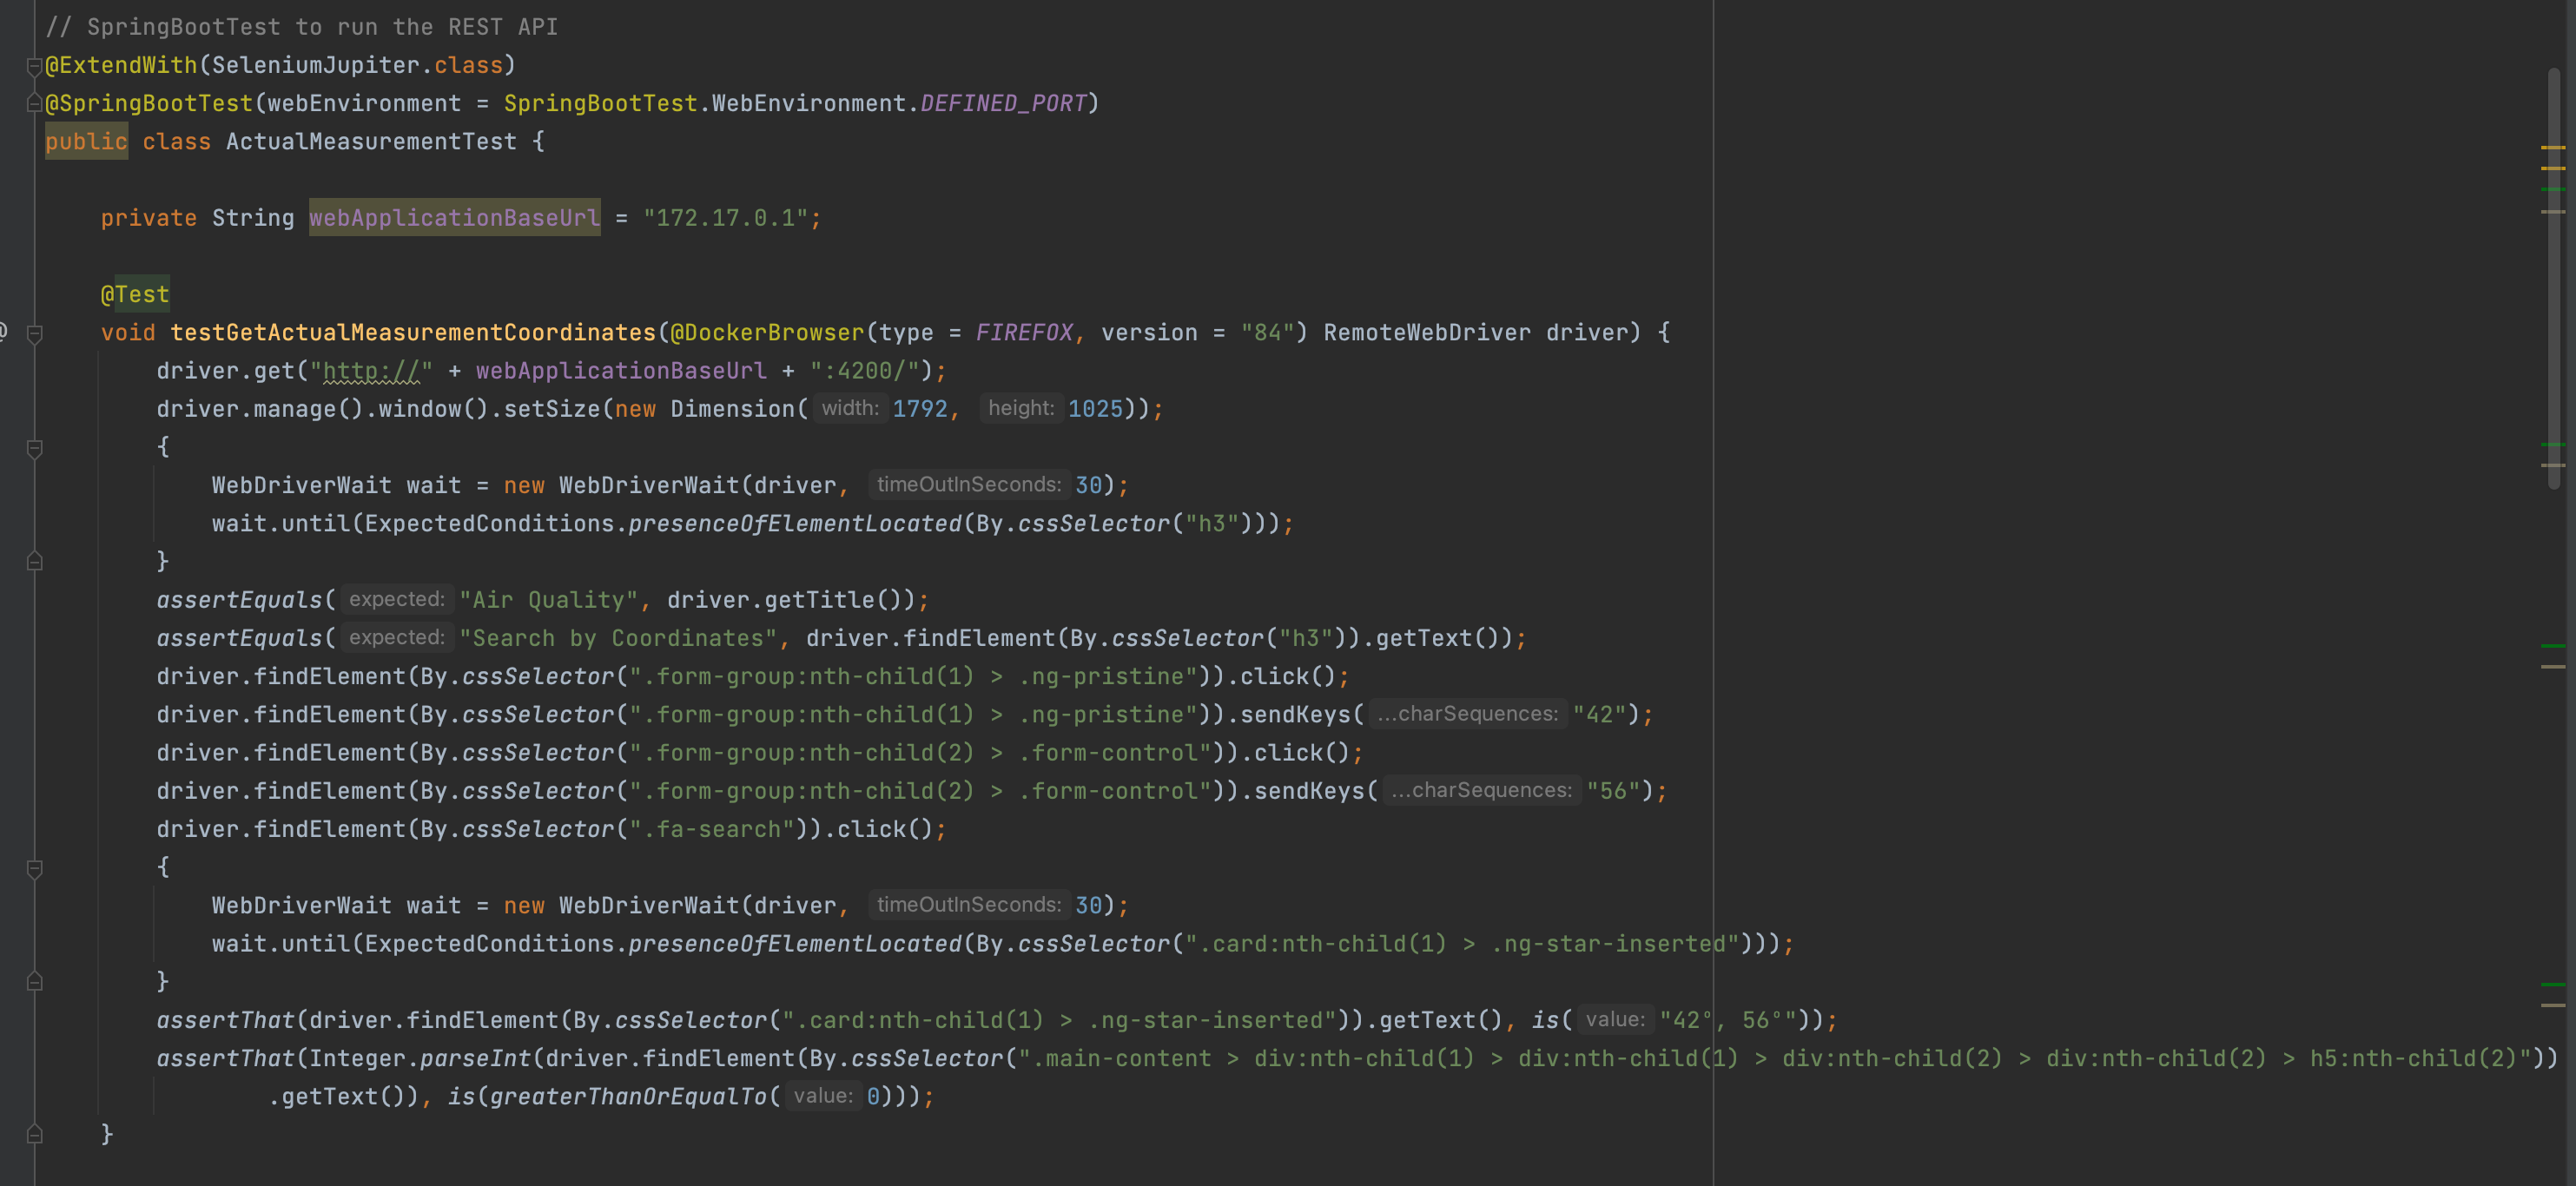 // SpringBootTest to run the REST API
@ExtendWith(SeleniumJupiter.class)
@SpringBootTest(webEnvironment = SpringBootTest.WebEnvironment.DEFINED_PORT)
public class ActualMeasurementTest {
private String webApplicationBaseUrl = "172.17.0.1";
@Test
void testGetActualMeasurementCoordinates(@DockerBrowser(type = FIREFOX, version = "84") RemoteWebDriver driver) {
driver.get("http://" + webApplicationBaseUrl + ":4200/");
driver.manage().window().setSize(new Dimension( width: 1792, height: 1025));
{
WebDriverWait wait = new WebDriverWait(driver, timeOutInSeconds: 30);
wait.until(ExpectedConditions.presenceOfElementLocated(By.cssSelector("h3")));
}
assertEquals( expected: "Air Quality", driver.getTitle());
assertEquals( expected: "Search by Coordinates", driver.findElement(By.cssSelector("h3")).getText());
driver.findElement(By.cssSelector(".form-group:nth-child(1) > .ng-pristine")).click();
driver.findElement(By.cssSelector(".form-group:nth-child(1) > .ng-pristine")).sendKeys( ...charSequences: "42");
driver.findElement(By.cssSelector(".form-group:nth-child(2) > .form-control")).click();
driver.findElement(By.cssSelector(".form-group:nth-child(2) > .form-control")).sendKeys( ...charSequences: "56");
driver.findElement(By.cssSelector(".fa-search")).click();
{
WebDriverWait wait = new WebDriverWait(driver, timeOutInSeconds: 30);
wait.until(ExpectedConditions.presenceOfElementLocated(By.cssSelector(".card:nth-child(1) > .ng-star-inserted")));
}
assertThat(driver.findElement(By.cssSelector(".card:nth-child(1) > .ng-star-inserted")).getText(), is( value: "42°, 56°"));
assertThat(Integer.parseInt(driver.findElement(By.cssSelector(".main-content > div:nth-child(1) > div:nth-child(1) > div:nth-child(2) > div:nth-child(2) > h5:nth-child(2)"))
.getText()), is(greaterThanOrEqualTo( value: 0)));
}